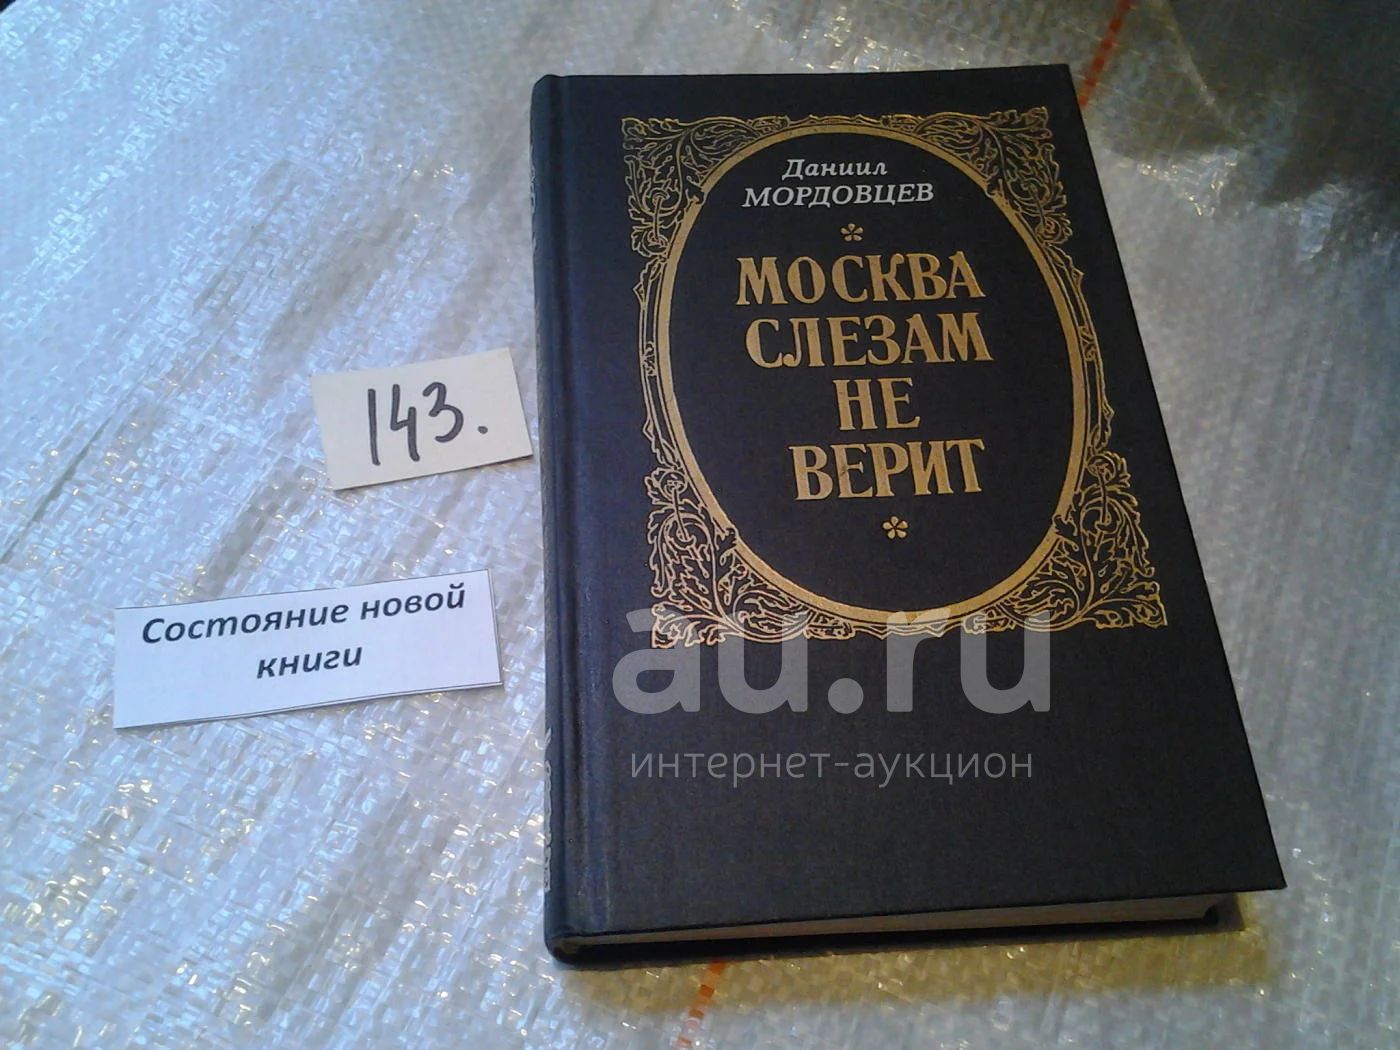 Даниил
МОРДОВЦЕВ
МОСКВА
СЛЕЗАМ
НЕ
ВЕРИТ
143.
Состояние новой
книги
au.ru
интернет-аукцион